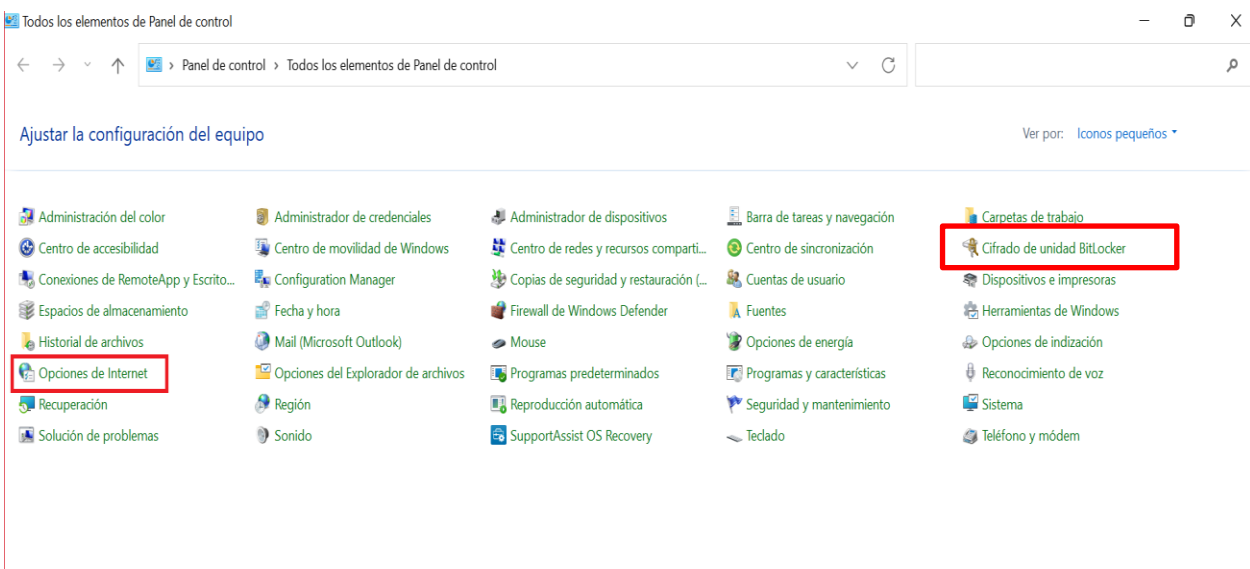 Todos los elementos de Panel de control
Panel de control > Todos los elementos de Panel de control
Ajustar la configuración del equipo
Ver por: Iconos pequeños
Administración del color
Administrador de credenciales
Administrador de dispositivos
Barra de tareas y navegación
Carpetas de trabajo
Centro de accesibilidad
Centro de movilidad de Windows
Centro de redes y recursos comparti...
Centro de sincronización
Cifrado de unidad BitLocker
Conexiones de RemoteApp y Escrito...
Configuration Manager
Copias de seguridad y restauración (...
Cuentas de usuario
Dispositivos e impresoras
Espacios de almacenamiento
Fecha y hora
Firewall de Windows Defender
Fuentes
Herramientas de Windows
Historial de archivos
Mail (Microsoft Outlook)
Mouse
Opciones de energía
Opciones de indización
Opciones de Internet
Opciones del Explorador de archivos
Programas predeterminados
Programas y características
Reconocimiento de voz
Recuperación
Región
Reproducción automática
Seguridad y mantenimiento
Sistema
Solución de problemas
Sonido
SupportAssist OS Recovery
Teclado
Teléfono y módem